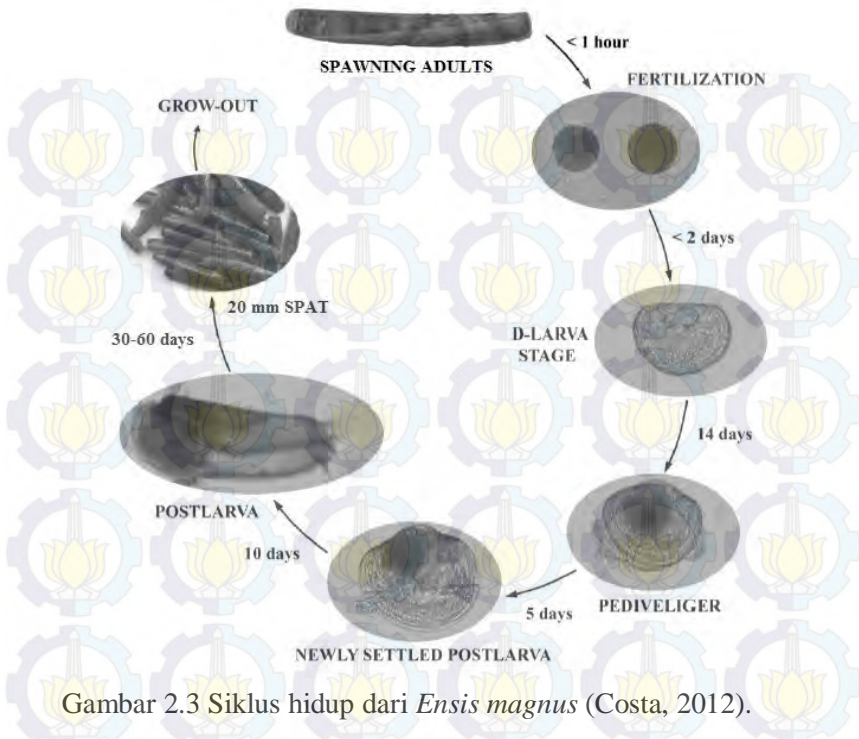 < 1 hour
SPAWNING ADULTS
FERTILIZATION
GROW-OUT
< 2 days
20 mm SPAT
D-LARVA
STAGE
30-60 days
14 days
POSTLARVA
10 days
PEDIVELIGER
5 days
NEWLY SETTLED POSTLARVA
Gambar 2.3 Siklus hidup dari Ensis magnus (Costa, 2012).